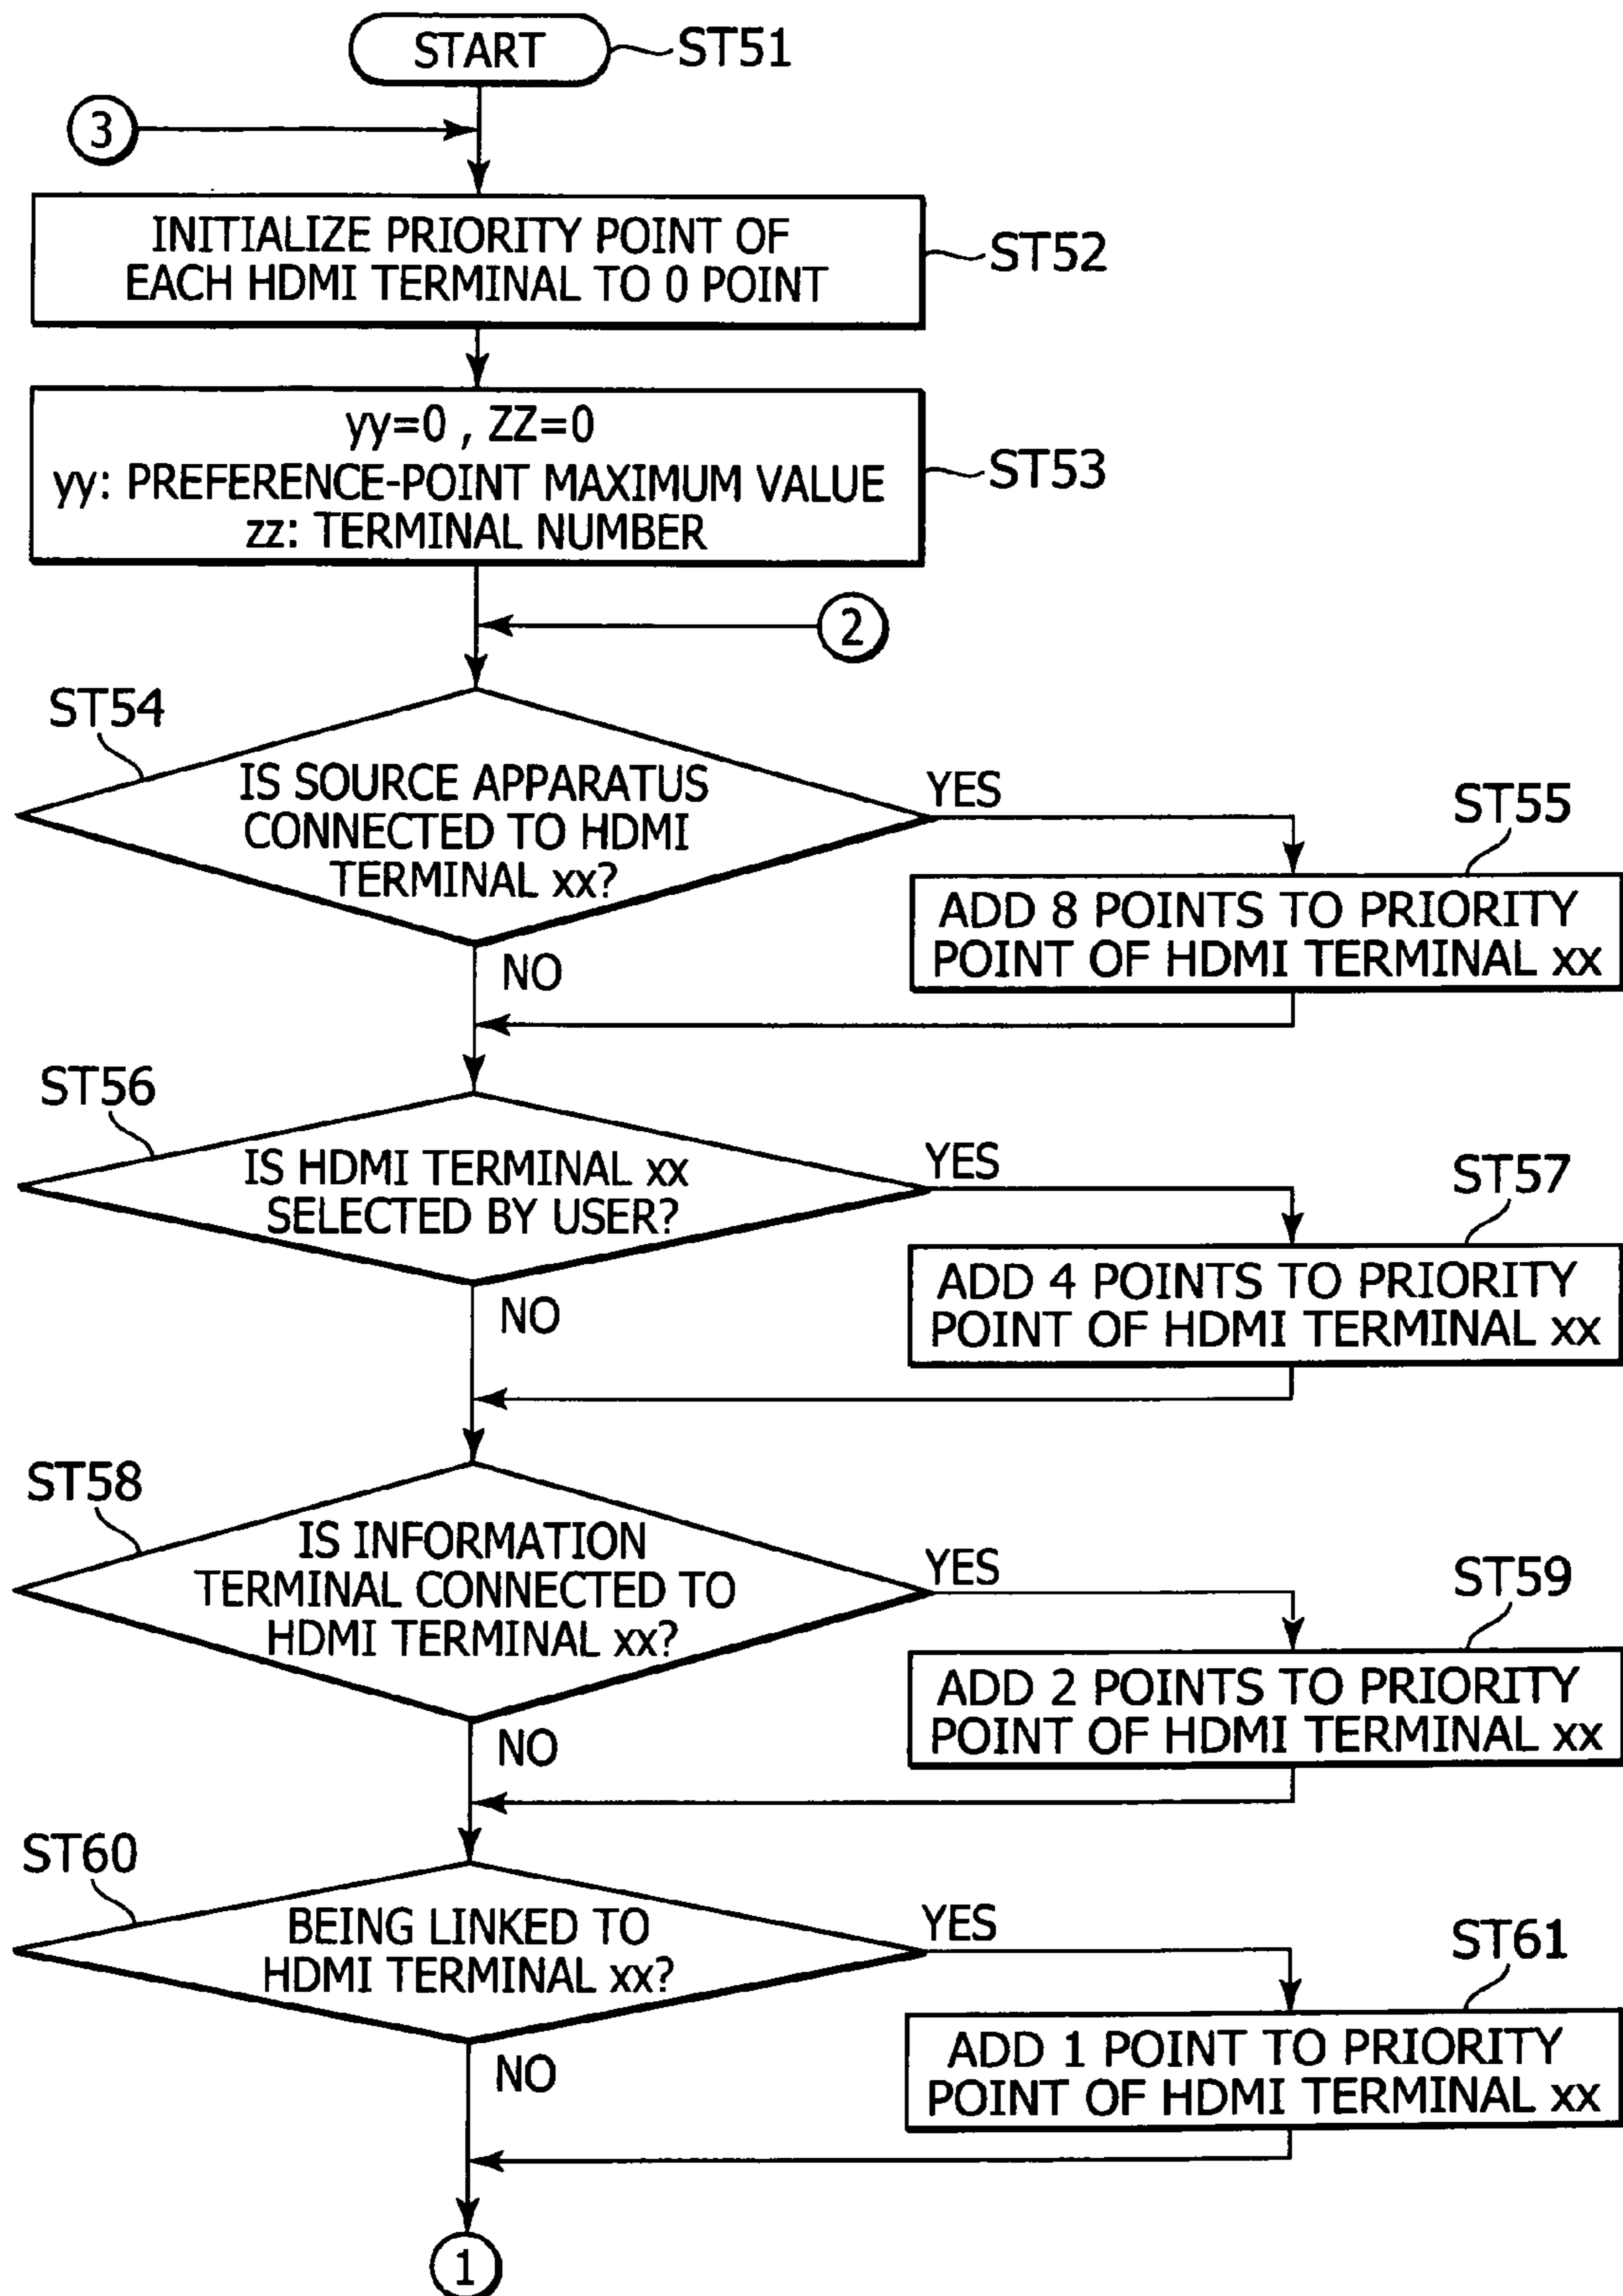 START
ST51
3
INITIALIZE PRIORITY POINT OF
EACH HDMI TERMINAL TO 0 POINT
ST52
yy=0 , ZZ=0
yy: PREFERENCE-POINT MAXIMUM VALUE
zz: TERMINAL NUMBER
ST53
2
ST54
IS SOURCE APPARATUS
CONNECTED TO HDMI
TERMINAL xx?
YES
ST55
ADD 8 POINTS TO PRIORITY
POINT OF HDMI TERMINAL xx
NO
ST56
IS HDMI TERMINAL xx
SELECTED BY USER?
YES
ST57
ADD 4 POINTS TO PRIORITY
POINT OF HDMI TERMINAL xx
NO
ST58
IS INFORMATION
TERMINAL CONNECTED TO
HDMI TERMINAL xx?
YES
ST59
ADD 2 POINTS TO PRIORITY
POINT OF HDMI TERMINAL xx
NO
ST60
BEING LINKED TO
HDMI TERMINAL xx?
YES
ST61
ADD 1 POINT TO PRIORITY
POINT OF HDMI TERMINAL xx
NO
1